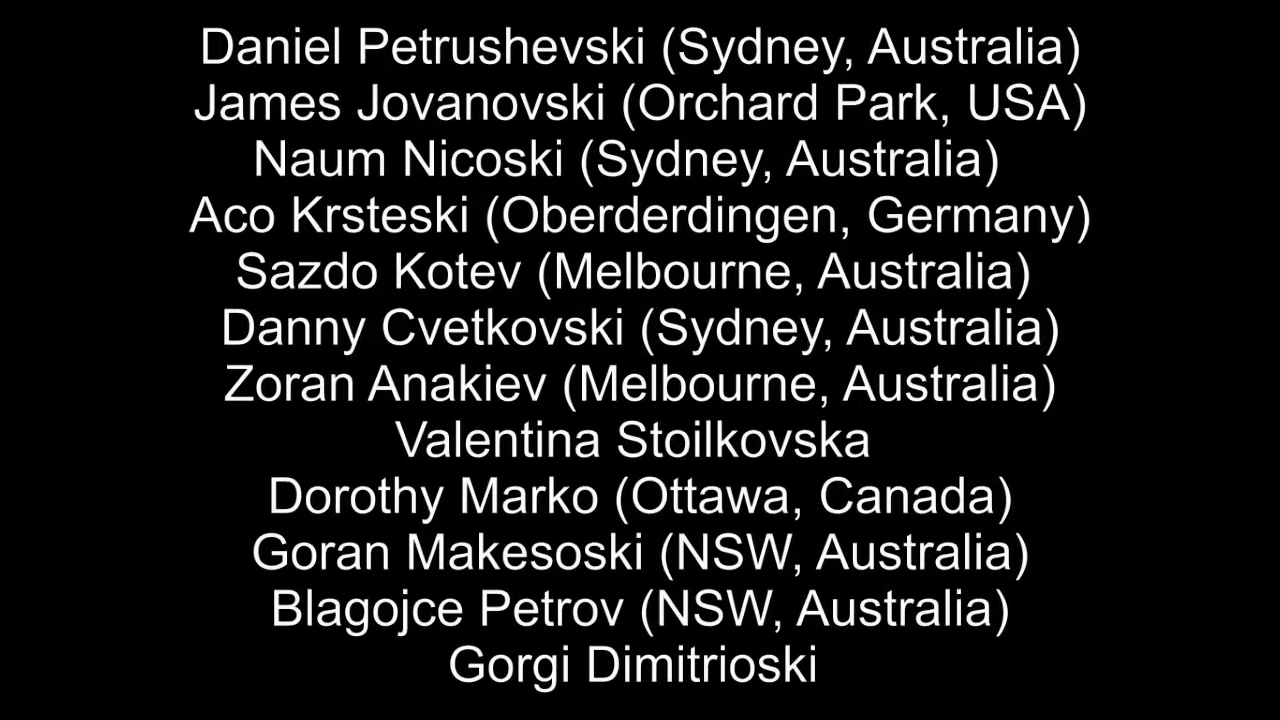 Daniel Petrushevski (Sydney, Australia)
James Jovanovski (Orchard Park, USA)
Naum Nicoski (Sydney, Australia)
Aco Krsteski (Oberderdingen, Germany)
Sazdo Kotev (Melbourne, Australia)
Danny Cvetkovski (Sydney, Australia)
Zoran Anakiev (Melbourne, Australia)
Valentina Stoilkovska
Dorothy Marko (Ottawa, Canada)
Goran Makesoski (NSW, Australia)
Blagojce Petrov (NSW, Australia)
Gorgi Dimitrioski